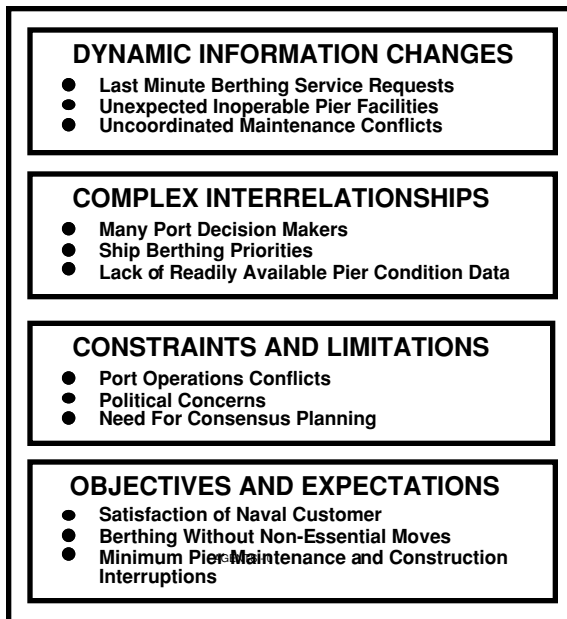 DYNAMIC INFORMATION CHANGES
● Last Minute Berthing Service Requests
● Unexpected Inoperable Pier Facilities
● Uncoordinated Maintenance Conflicts
COMPLEX INTERRELATIONSHIPS
● Many Port Decision Makers
● Ship Berthing Priorities
● Lack of Readily Available Pier Condition Data
CONSTRAINTS AND LIMITATIONS
● Port Operations Conflicts
● Political Concerns
● Need For Consensus Planning
OBJECTIVES AND EXPECTATIONS
● Satisfaction of Naval Customer
● Berthing Without Non-Essential Moves
● Minimum Pier Maintenance and Construction
Interruptions